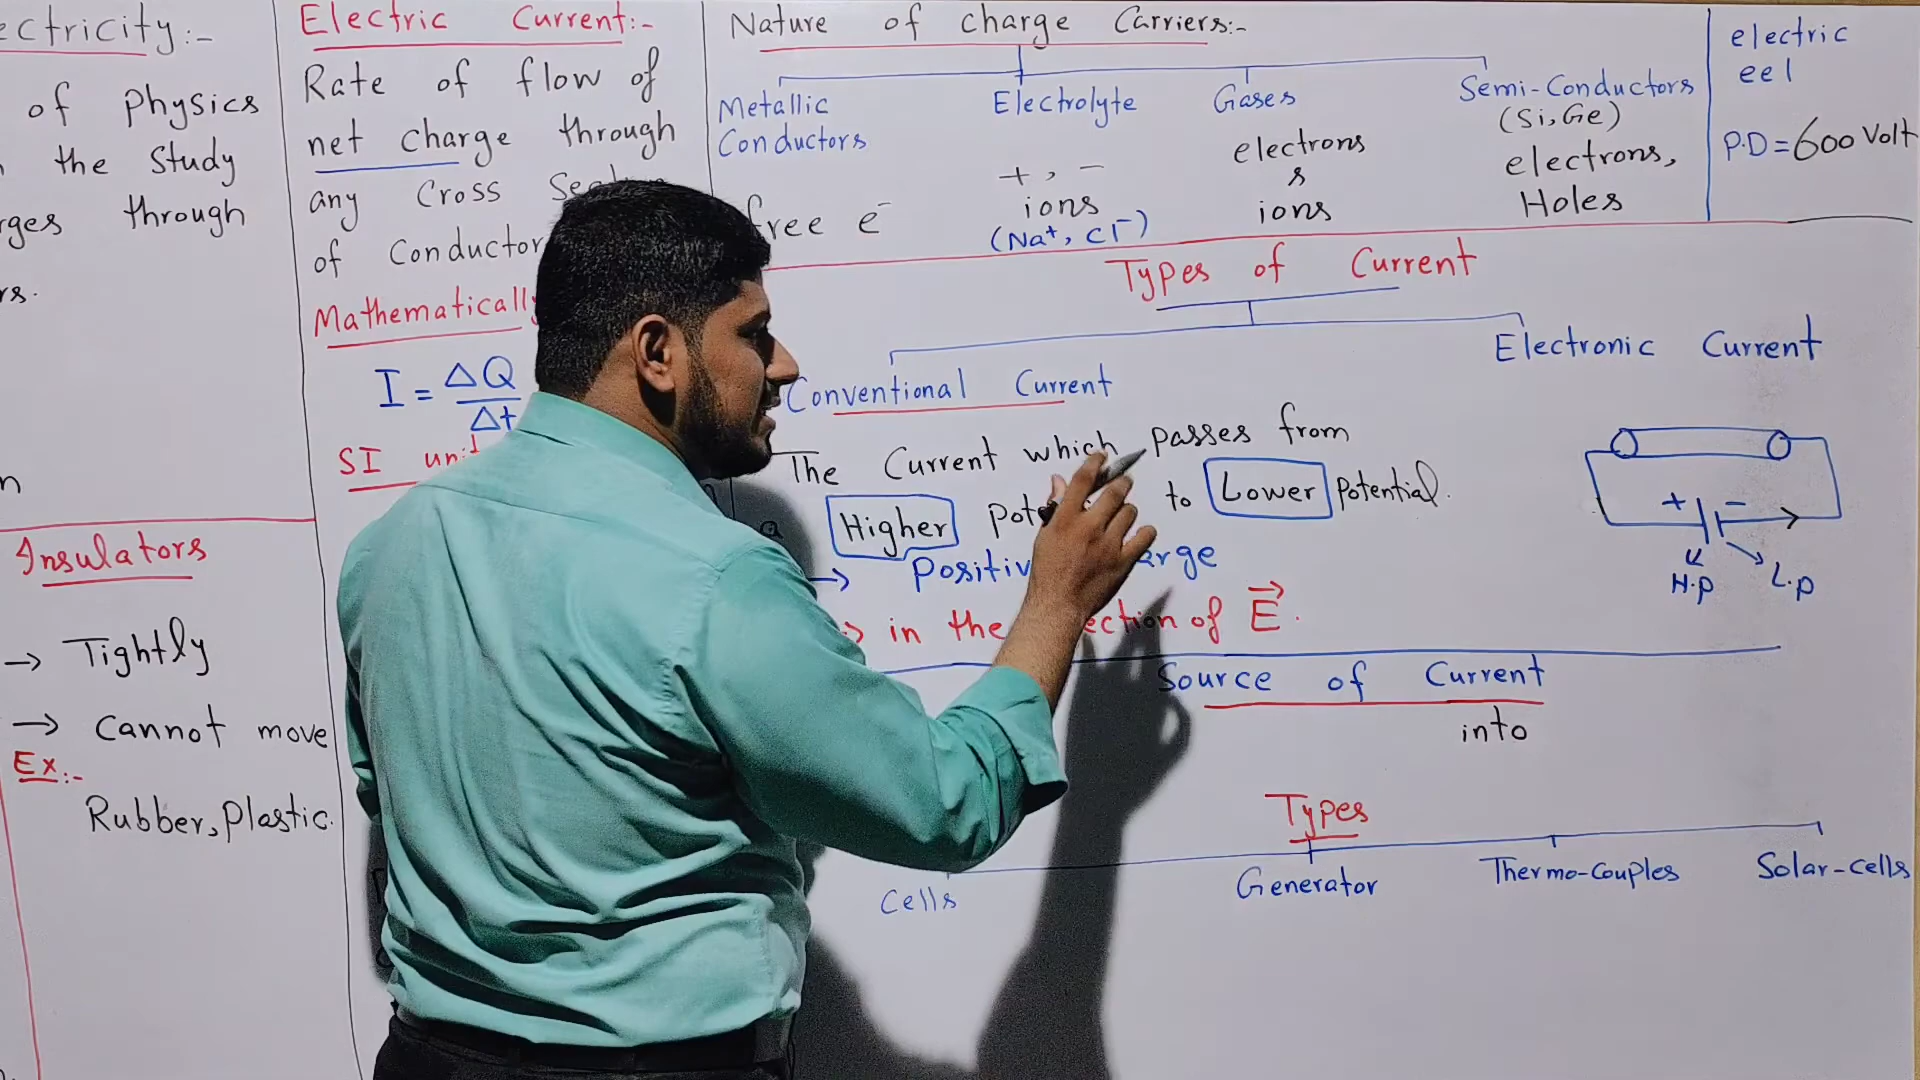 ectricity:-
of physics
the Study
rges through
rs.
Insulators
→ Tightly
→ Cannot move
Ex:-
Rubber, Plastic.
Electric Current:-
Rate of flow of
net charge through
any Cross
of Conductor
Mathematically
I = ΔQ
Δt
SI unit
Nature of charge Carriers:-
Metallic
Conductors
free e⁻
Electrolyte
+, -
ions
(Na⁺, Cl⁻)
Gases
electrons
s
ions
Semi-Conductors
(Si, Ge)
electrons,
Holes
electric
eel
P.D = 600 Volt
Types of Current
Conventional Current
The Current which passes from
Higher to Lower potential.
→ Positiv arge
→ in the ection of E⃗.
Electronic Current
+ -
H.P L.P
Source of Current
into
Types
Cells
Generator
Thermo-couples
Solar-cells